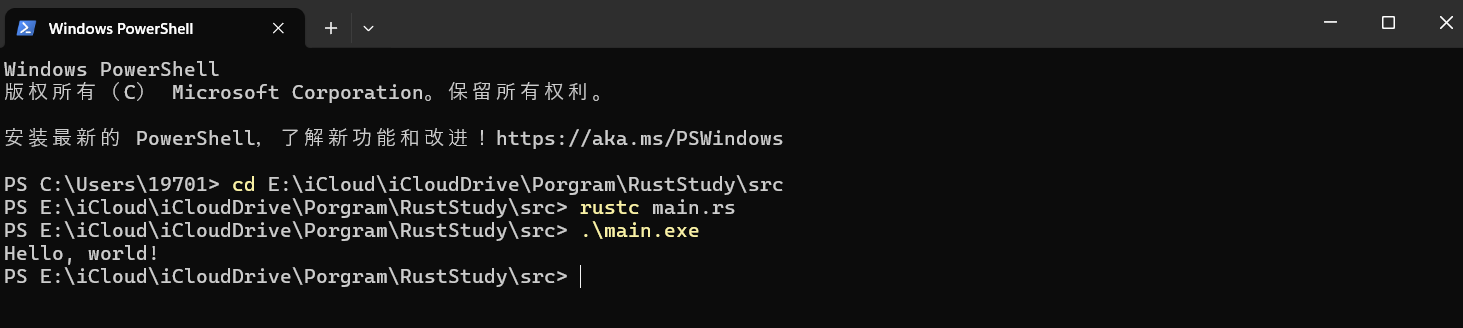 Windows PowerShell
Windows PowerShell
版权所有（C） Microsoft Corporation。保留所有权利。
安装最新的 PowerShell，了解新功能和改进！https://aka.ms/PSWindows
PS C:\Users\19701> cd E:\iCloud\iCloudDrive\Porgram\RustStudy\src
PS E:\iCloud\iCloudDrive\Porgram\RustStudy\src> rustc main.rs
PS E:\iCloud\iCloudDrive\Porgram\RustStudy\src> .\main.exe
Hello, world!
PS E:\iCloud\iCloudDrive\Porgram\RustStudy\src>